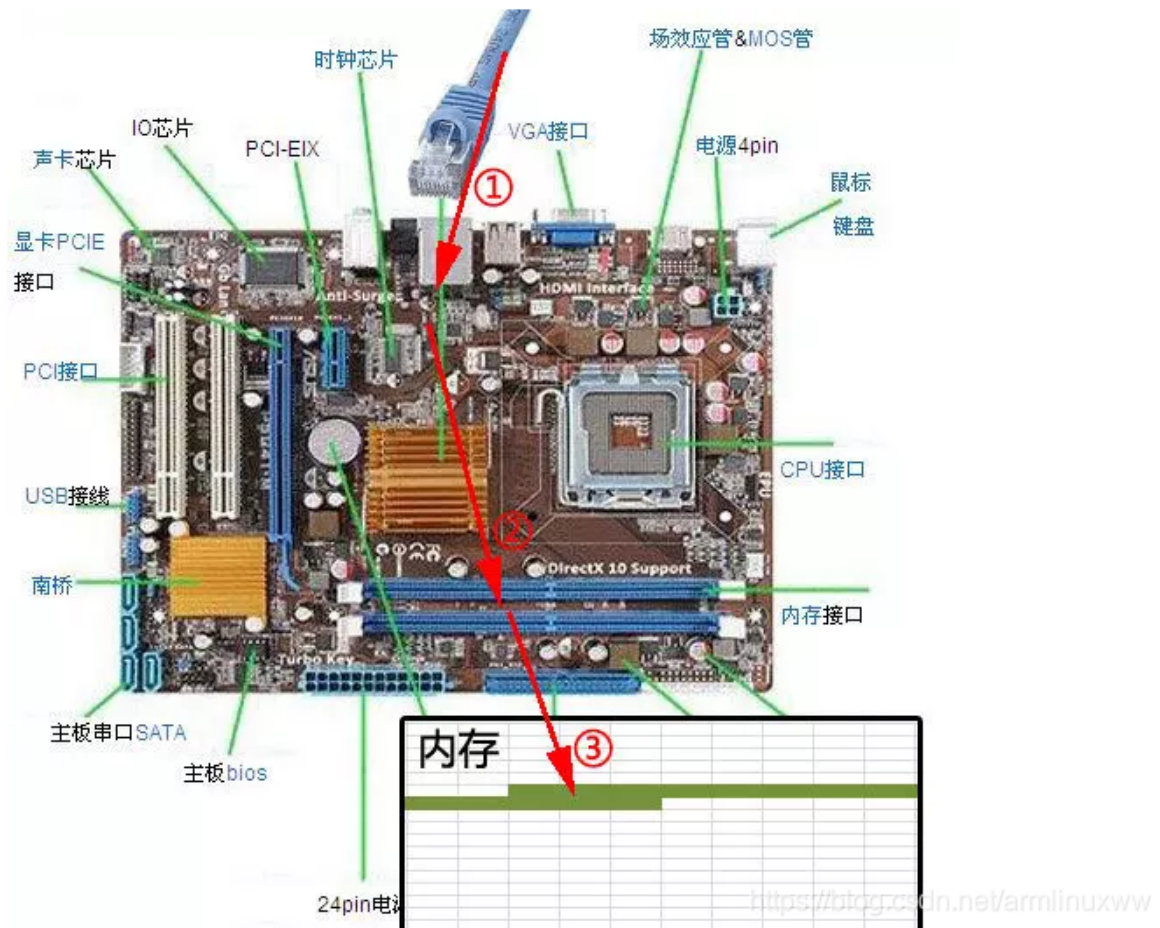 场效应管&MOS管
时钟芯片
IO芯片
VGA接口
PCI-EIX
电源4pin
声卡芯片
鼠标
键盘
显卡PCIE
接口
①
Anti-Surge
HDMI Interface
PCI接口
CPU接口
USB接线
②
DirectX 10 Support
南桥
内存接口
Turbo Key
主板串口SATA
主板bios
内存
③
24pin电源
https://blog.csdn.net/armlinuxww